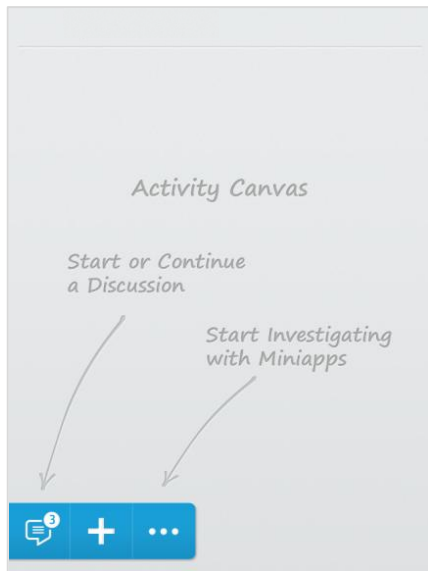 Activity Canvas
Start or Continue
a Discussion
Start Investigating
with Miniapps
3